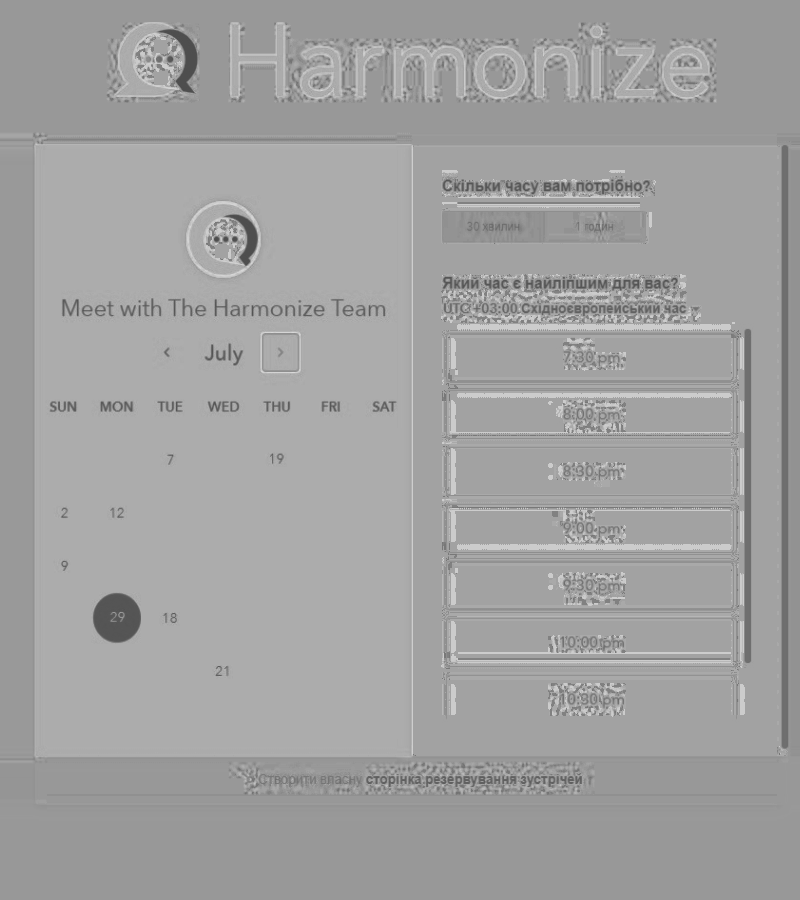 Harmonize
Meet with The Harmonize Team
July
SUN MON TUE WED THU FRI SAT
7 19
2 12
9
29 18
21
Скільки часу вам потрібно?
30 хвилин 1 годин
Який час є найліпшим для вас?
UTC +03:00 Східноєвропейський час
7:30 pm
8:00 pm
8:30 pm
9:00 pm
9:30 pm
10:00 pm
10:30 pm
Створити власну сторінка резервування зустрічей